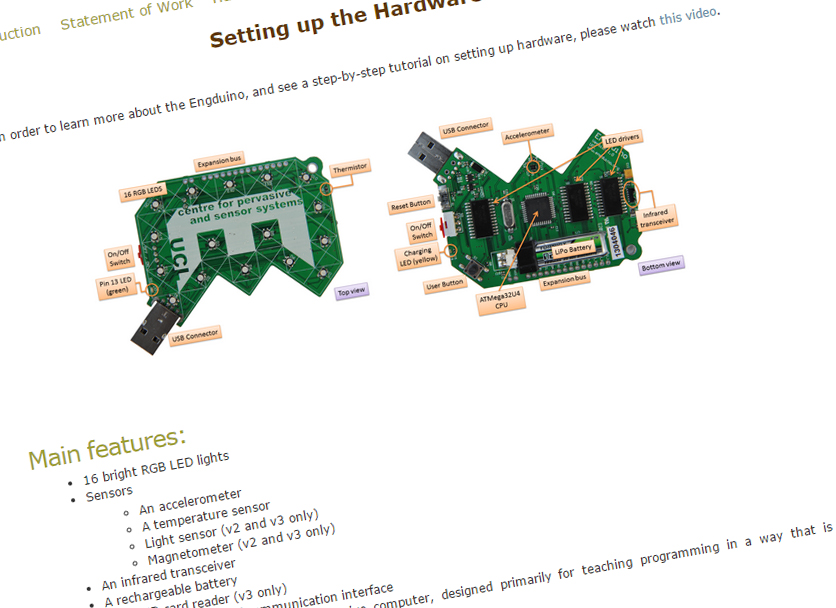 uction Statement of Work
Setting up the Hardware
n order to learn more about the Engduino, and see a step-by-step tutorial on setting up hardware, please watch this video.
Expansion bus
Thermistor
16 RGB LEDS
centre for pervasive
and sensor systems
UCL
On/Off
Switch
Pin 13 LED
(green)
USB Connector
Top view
USB Connector
Accelerometer
LED drivers
Reset Button
On/Off
Switch
Charging
LED (yellow)
User Button
ATMega32U4
CPU
LiPo Battery
Expansion bus
Infrared
transceiver
1304046
Bottom view
Main features:
• 16 bright RGB LED lights
• Sensors
◦ An accelerometer
◦ A temperature sensor
◦ Light sensor (v2 and v3 only)
◦ Magnetometer (v2 and v3 only)
• An infrared transceiver
• A rechargeable battery
card reader (v3 only)
mmunication interface
computer, designed primarily for teaching programming in a way that is